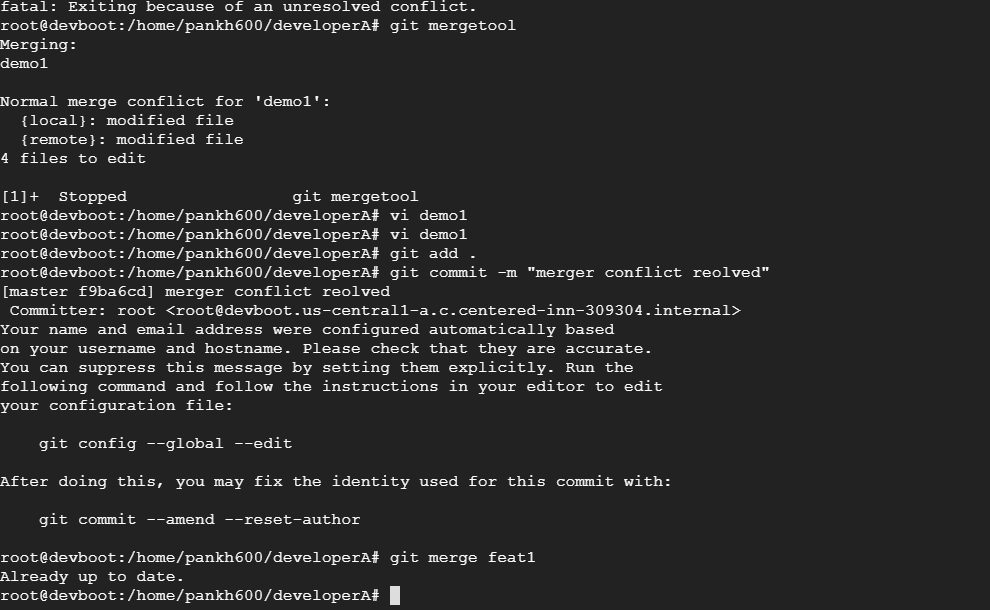 fatal: Exiting because of an unresolved conflict.
root@devboot:/home/pankh600/developerA# git mergetool
Merging:
demo1
Normal merge conflict for 'demo1':
  {local}: modified file
  {remote}: modified file
4 files to edit
[1]+  Stopped                 git mergetool
root@devboot:/home/pankh600/developerA# vi demo1
root@devboot:/home/pankh600/developerA# vi demo1
root@devboot:/home/pankh600/developerA# git add .
root@devboot:/home/pankh600/developerA# git commit -m "merger conflict reolved"
[master f9ba6cd] merger conflict reolved
 Committer: root <root@devboot.us-central1-a.c.centered-inn-309304.internal>
Your name and email address were configured automatically based
on your username and hostname. Please check that they are accurate.
You can suppress this message by setting them explicitly. Run the
following command and follow the instructions in your editor to edit
your configuration file:
    git config --global --edit
After doing this, you may fix the identity used for this commit with:
    git commit --amend --reset-author
root@devboot:/home/pankh600/developerA# git merge feat1
Already up to date.
root@devboot:/home/pankh600/developerA#